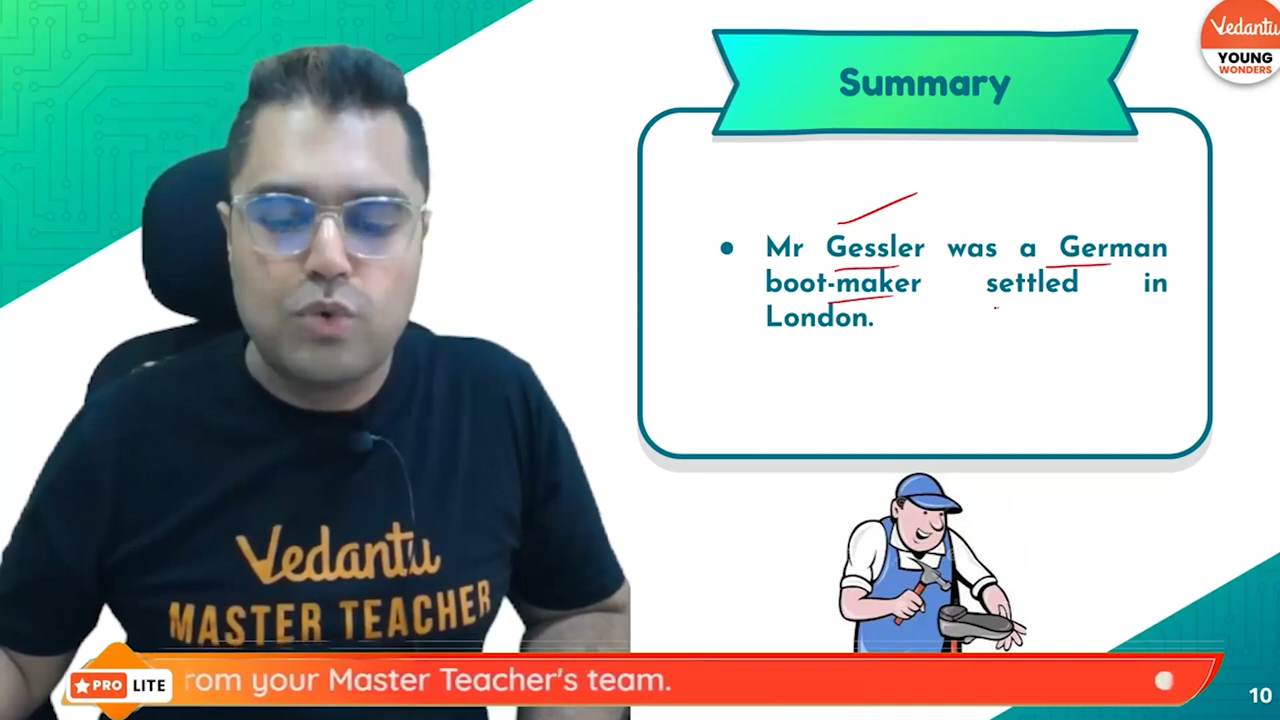 Vedantu
YOUNG
WONDERS
Summary
Mr Gessler was a German
boot-maker settled in
London.
Vedantu
MASTER TEACHER
PRO LITE
rom your Master Teacher's team.
10